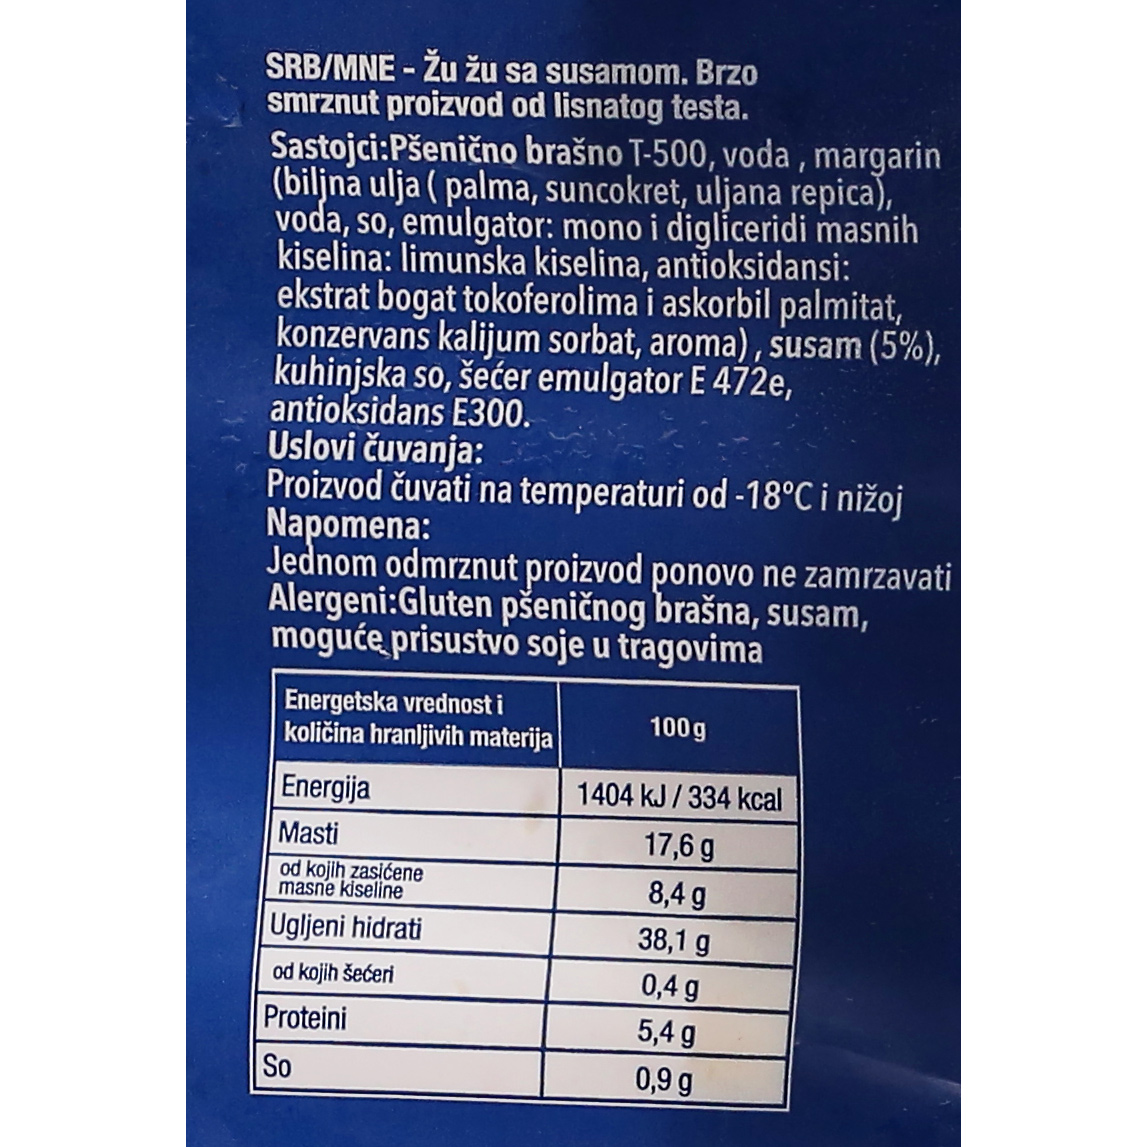 SRB/MNE - Žu žu sa susamom. Brzo
smrznut proizvod od lisnatog testa.
Sastojci:Pšenično brašno T-500, voda , margarin
(biljna ulja ( palma, suncokret, uljana repica),
voda, so, emulgator: mono i digliceridi masnih
kiselina: limunska kiselina, antioksidansi:
ekstrat bogat tokoferolima i askorbil palmitat,
konzervans kalijum sorbat, aroma) , susam (5%),
kuhinjska so, šećer emulgator E 472e,
antioksidans E300.
Uslovi čuvanja:
Proizvod čuvati na temperaturi od -18°C i nižoj
Napomena:
Jednom odmrznut proizvod ponovo ne zamrzavati
Alergeni:Gluten pšeničnog brašna, susam,
moguće prisustvo soje u tragovima
Energetska vrednost i
količina hranljivih materija
100 g
Energija
1404 kJ / 334 kcal
Masti
17,6 g
od kojih zasićene
masne kiseline
8,4 g
Ugljeni hidrati
38,1 g
od kojih šećeri
0,4 g
Proteini
5,4 g
So
0,9 g